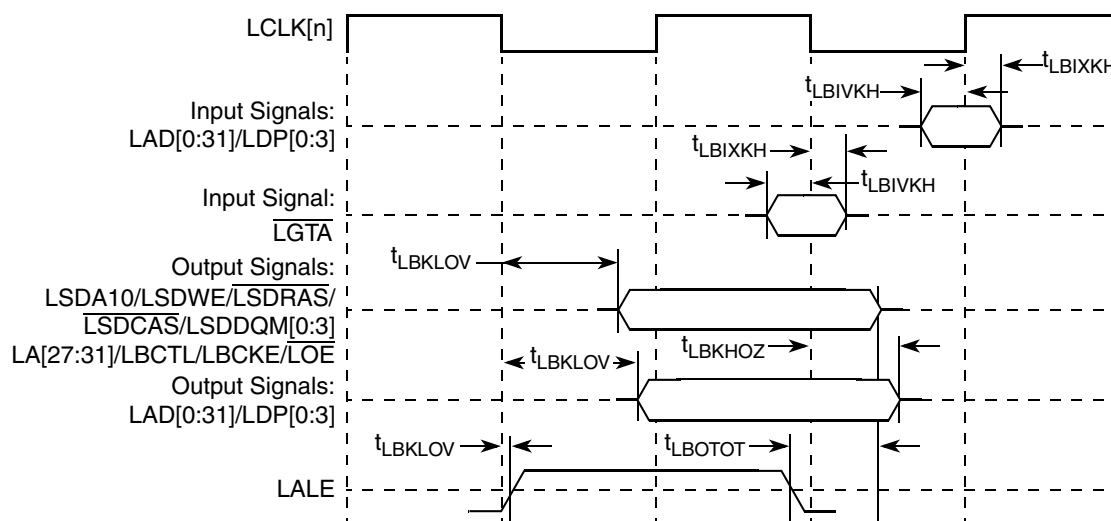 LCLK[n]
tLBIXKH
tLBIVKH
Input Signals:
LAD[0:31]/LDP[0:3]
tLBIXKH
tLBIVKH
Input Signal:
LGTA
tLBKLOV
Output Signals:
LSDA10/LSDWE/LSDRAS/
LSDCAS/LSDDQM[0:3]
LA[27:31]/LBCTL/LBCKE/LOE
tLBKHOZ
tLBKLOV
Output Signals:
LAD[0:31]/LDP[0:3]
tLBKLOV
tLBOTOT
LALE